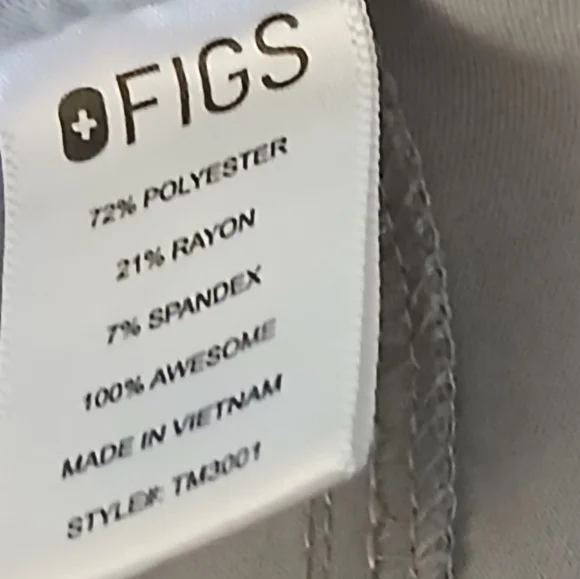 FIGS
72% POLYESTER
21% RAYON
7% SPANDEX
100% AWESOME
MADE IN VIETNAM
STYLE#: TM3001